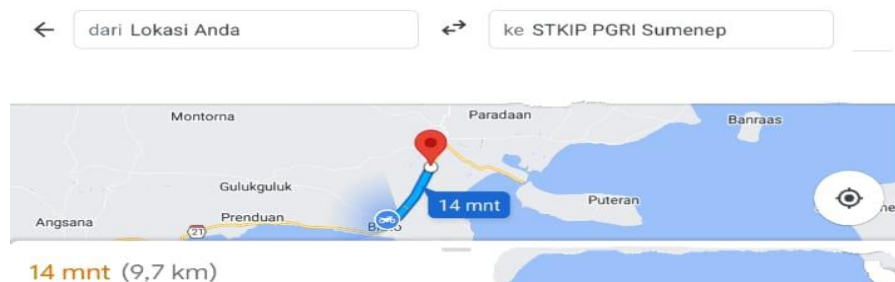 dari Lokasi Anda
ke STKIP PGRI Sumenep
Montorna
Paradaan
Banraas
Gulukguluk
Puteran
14 mnt
Angsana
Prenduan
21
14 mnt (9,7 km)